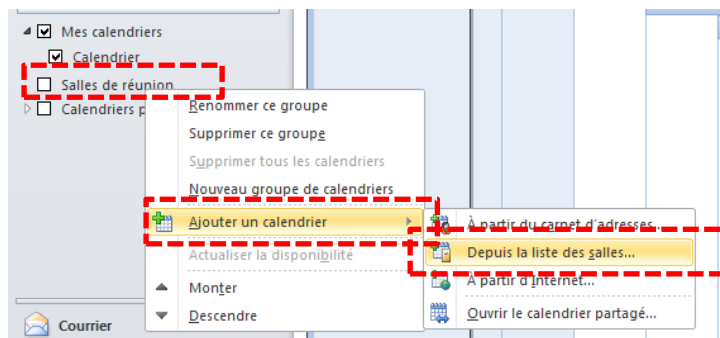 Mes calendriers
Calendrier
Salles de réunion
Calendriers p
Renommer ce groupe
Supprimer ce groupe
Supprimer tous les calendriers
Nouveau groupe de calendriers
Ajouter un calendrier
Actualiser la disponibilité
Monter
Descendre
À partir du carnet d'adresses...
Depuis la liste des salles...
À partir d'Internet...
Ouvrir le calendrier partagé...
Courrier